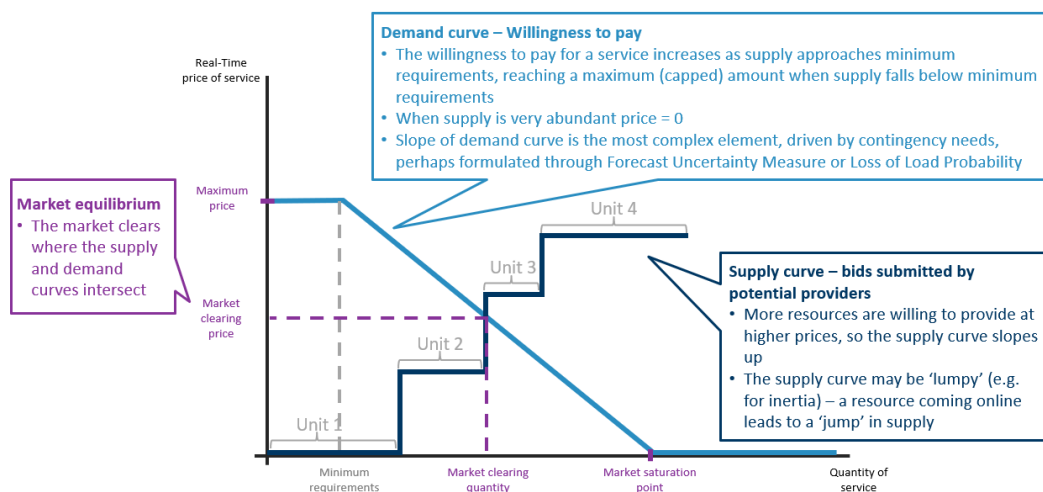 Real-Time
price of service
Demand curve – Willingness to pay
• The willingness to pay for a service increases as supply approaches minimum
requirements, reaching a maximum (capped) amount when supply falls below minimum
requirements
• When supply is very abundant price = 0
• Slope of demand curve is the most complex element, driven by contingency needs,
perhaps formulated through Forecast Uncertainty Measure or Loss of Load Probability
Market equilibrium
• The market clears
where the supply
and demand
curves intersect
Maximum
price
Market
clearing
price
Unit 1
Unit 2
Unit 3
Unit 4
Supply curve – bids submitted by
potential providers
• More resources are willing to provide at
higher prices, so the supply curve slopes
up
• The supply curve may be ‘lumpy’ (e.g.
for inertia) – a resource coming online
leads to a ‘jump’ in supply
Minimum
requirements
Market clearing
quantity
Market saturation
point
Quantity of
service